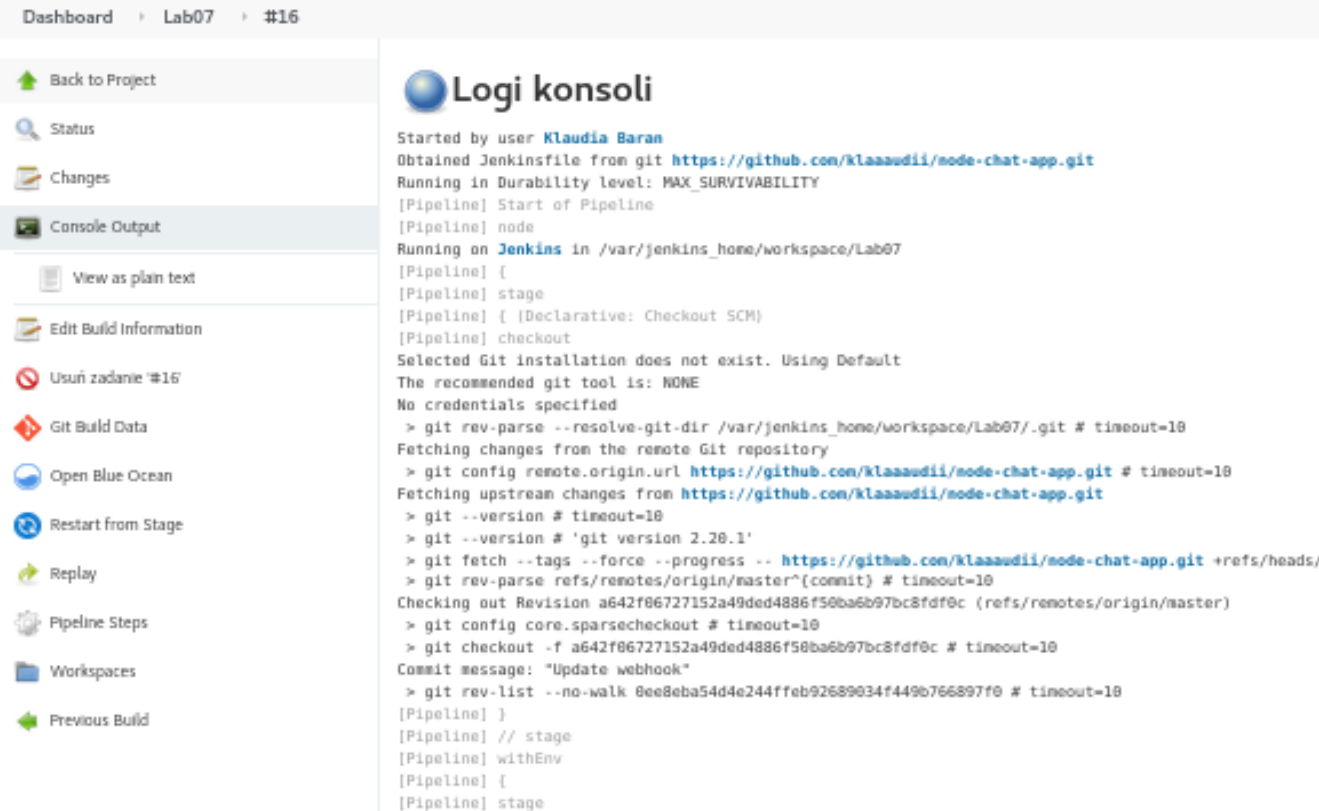 Dashboard › Lab07 › #16
Back to Project
Status
Changes
Console Output
View as plain text
Edit Build Information
Usuń zadanie '#16'
Git Build Data
Open Blue Ocean
Restart from Stage
Replay
Pipeline Steps
Workspaces
Previous Build
Logi konsoli
Started by user Klaudia Baran
Obtained Jenkinsfile from git https://github.com/klaaaudii/node-chat-app.git
Running in Durability level: MAX_SURVIVABILITY
[Pipeline] Start of Pipeline
[Pipeline] node
Running on Jenkins in /var/jenkins_home/workspace/Lab07
[Pipeline] {
[Pipeline] stage
[Pipeline] { (Declarative: Checkout SCM)
[Pipeline] checkout
Selected Git installation does not exist. Using Default
The recommended git tool is: NONE
No credentials specified
> git rev-parse --resolve-git-dir /var/jenkins_home/workspace/Lab07/.git # timeout=10
Fetching changes from the remote Git repository
> git config remote.origin.url https://github.com/klaaaudii/node-chat-app.git # timeout=10
Fetching upstream changes from https://github.com/klaaaudii/node-chat-app.git
> git --version # timeout=10
> git --version # 'git version 2.20.1'
> git fetch --tags --force --progress -- https://github.com/klaaaudii/node-chat-app.git +refs/heads/
> git rev-parse refs/remotes/origin/master^{commit} # timeout=10
Checking out Revision a642f06727152a49ded4886f50ba6b97bc8fdf0c (refs/remotes/origin/master)
> git config core.sparsecheckout # timeout=10
> git checkout -f a642f06727152a49ded4886f50ba6b97bc8fdf0c # timeout=10
Commit message: "Update webhook"
> git rev-list --no-walk 0ee8eba54d4e244ffeb92689034f449b766897f0 # timeout=10
[Pipeline] }
[Pipeline] // stage
[Pipeline] withEnv
[Pipeline] {
[Pipeline] stage